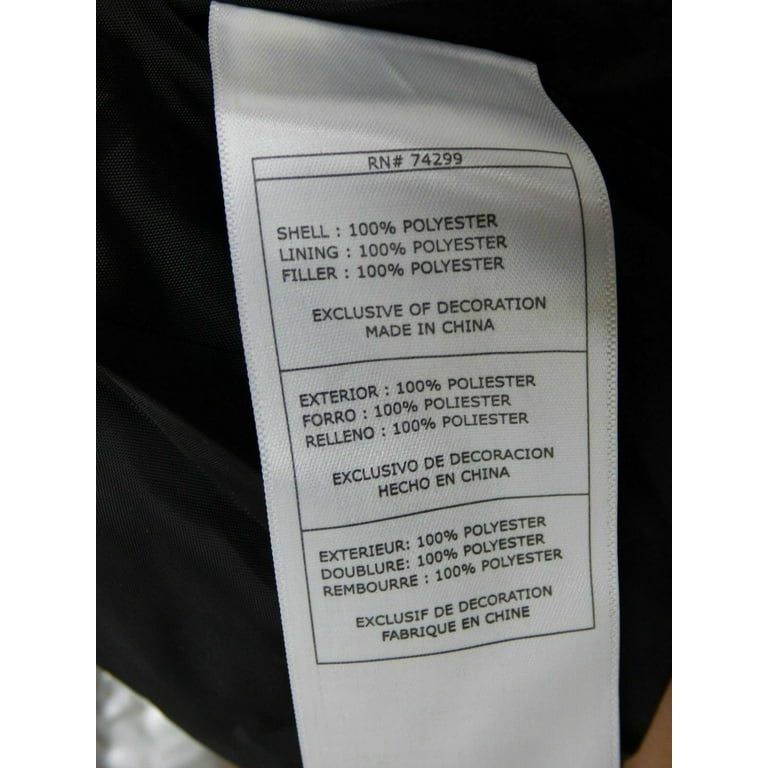 RN# 74299
SHELL : 100% POLYESTER
LINING : 100% POLYESTER
FILLER : 100% POLYESTER
EXCLUSIVE OF DECORATION
MADE IN CHINA
EXTERIOR : 100% POLIESTER
FORRO : 100% POLIESTER
RELLENO : 100% POLIESTER
EXCLUSIVO DE DECORACION
HECHO EN CHINA
EXTERIEUR: 100% POLYESTER
DOUBLURE: 100% POLYESTER
REMBOURRE : 100% POLYESTER
EXCLUSIF DE DECORATION
FABRIQUE EN CHINE